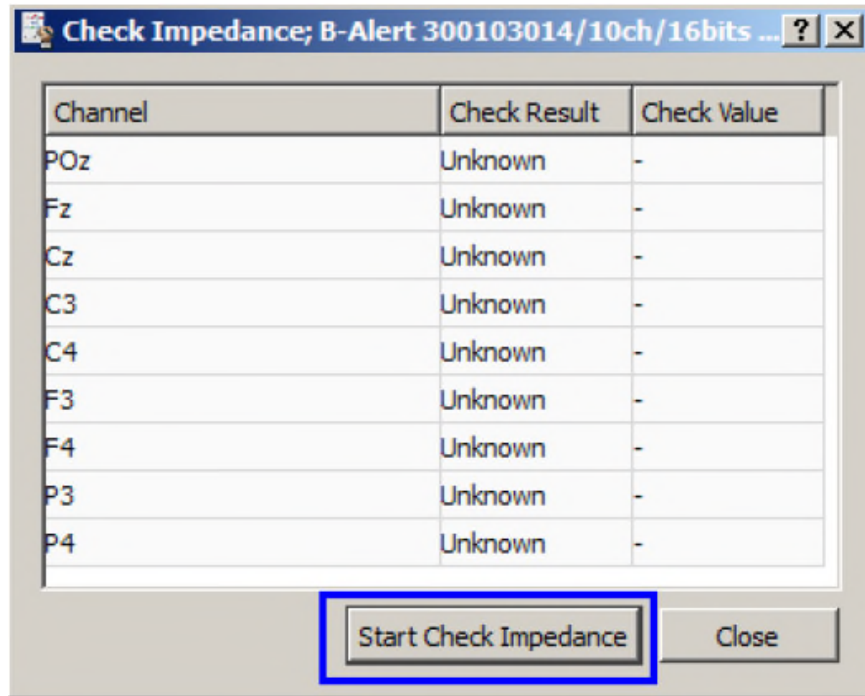 Check Impedance; B-Alert 300103014/10ch/16bits ... ? X
Channel Check Result Check Value
POz Unknown -
Fz Unknown -
Cz Unknown -
C3 Unknown -
C4 Unknown -
F3 Unknown -
F4 Unknown -
P3 Unknown -
P4 Unknown -
Start Check Impedance Close